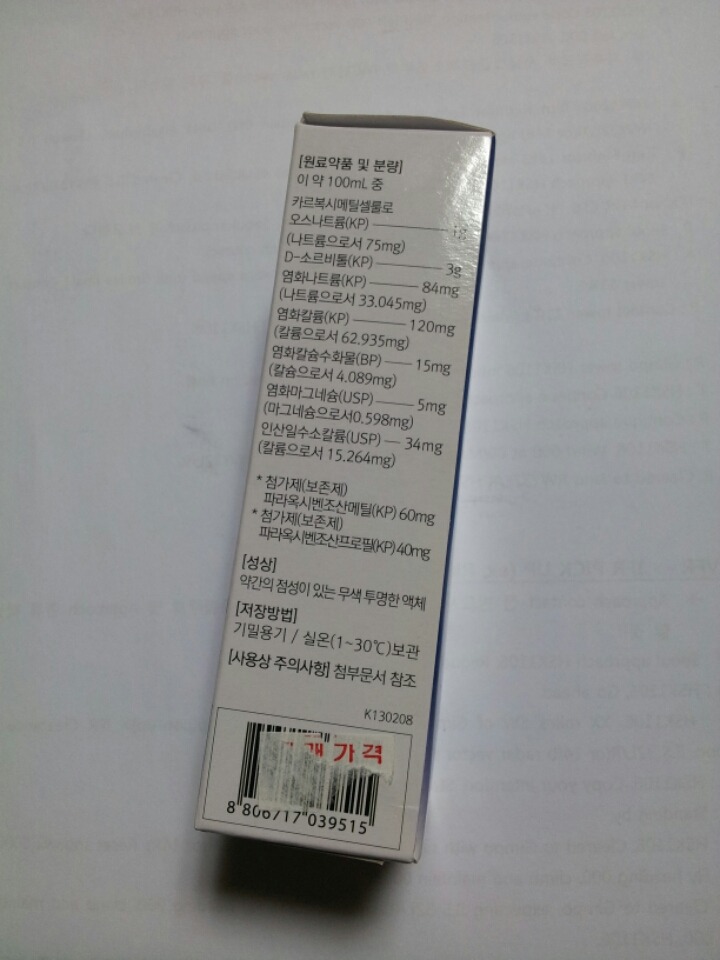 [원료약품 및 분량]
이 약 100mL 중
카르복시메틸셀룰로
오스나트륨(KP)
(나트륨으로서 75mg)
D-소르비톨(KP) 3g
염화나트륨(KP) 84mg
(나트륨으로서 33.045mg)
염화칼륨(KP) 120mg
(칼륨으로서 62.935mg)
염화칼슘수화물(BP) 15mg
(칼슘으로서 4.089mg)
염화마그네슘(USP) 5mg
(마그네슘으로서0.598mg)
인산일수소칼륨(USP) 34mg
(칼륨으로서 15.264mg)
* 첨가제(보존제)
파라옥시벤조산메틸(KP) 60mg
* 첨가제(보존제)
파라옥시벤조산프로필(KP) 40mg
[성상]
약간의 점성이 있는 무색 투명한 액체
[저장방법]
기밀용기 / 실온(1~30℃)보관
[사용상 주의사항] 첨부문서 참조
K130208
가격
8 806717 039515